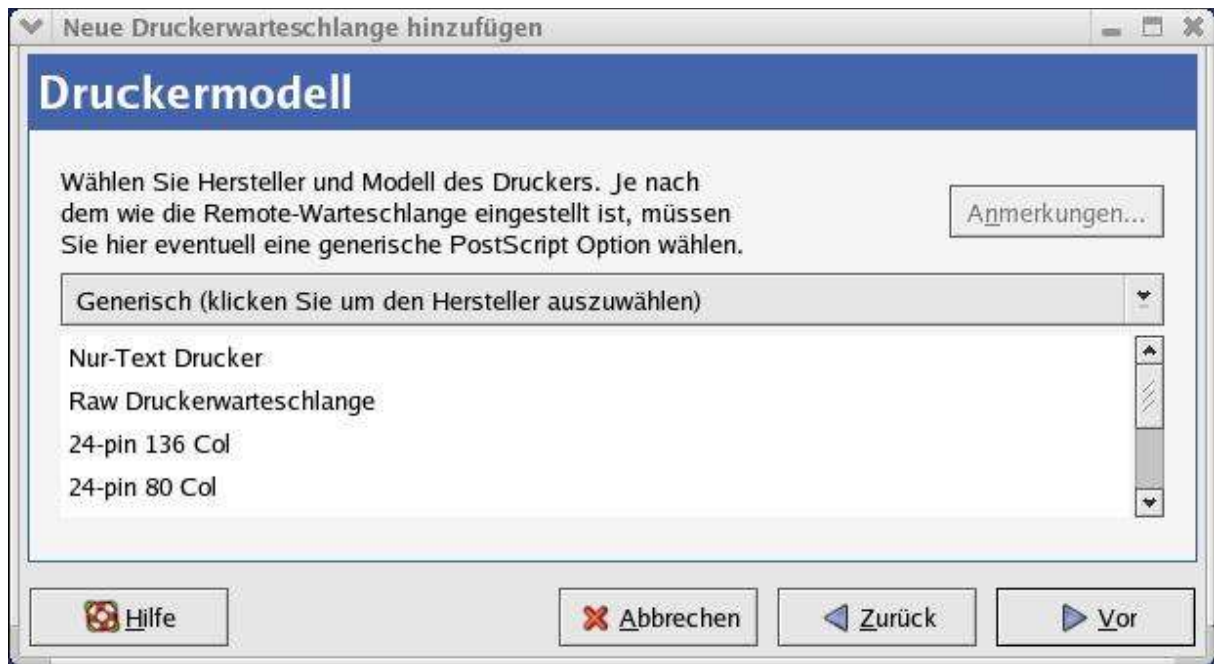 Neue Druckerwarteschlange hinzufügen
Druckermodell
Wählen Sie Hersteller und Modell des Druckers. Je nach
dem wie die Remote-Warteschlange eingestellt ist, müssen
Sie hier eventuell eine generische PostScript Option wählen.
Anmerkungen...
Generisch (klicken Sie um den Hersteller auszuwählen)
Nur-Text Drucker
Raw Druckerwarteschlange
24-pin 136 Col
24-pin 80 Col
Hilfe
Abbrechen
Zurück
Vor